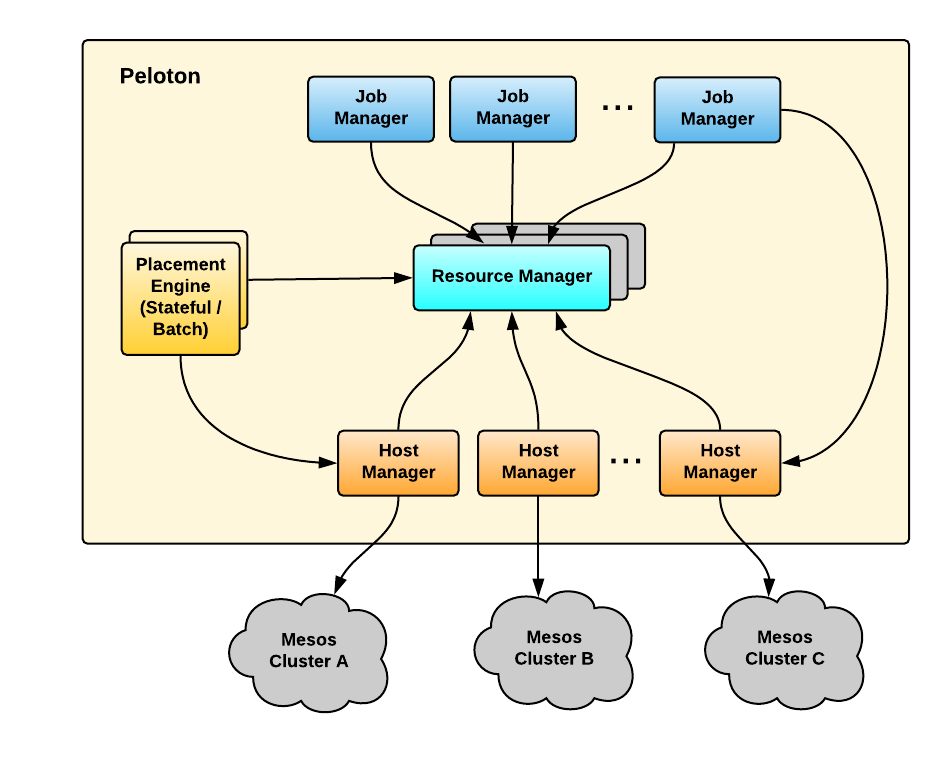 Peloton
Job
Manager
Job
Manager
...
Job
Manager
Placement
Engine
(Stateful /
Batch)
Resource Manager
Host
Manager
Host
Manager
...
Host
Manager
Mesos
Cluster A
Mesos
Cluster B
Mesos
Cluster C